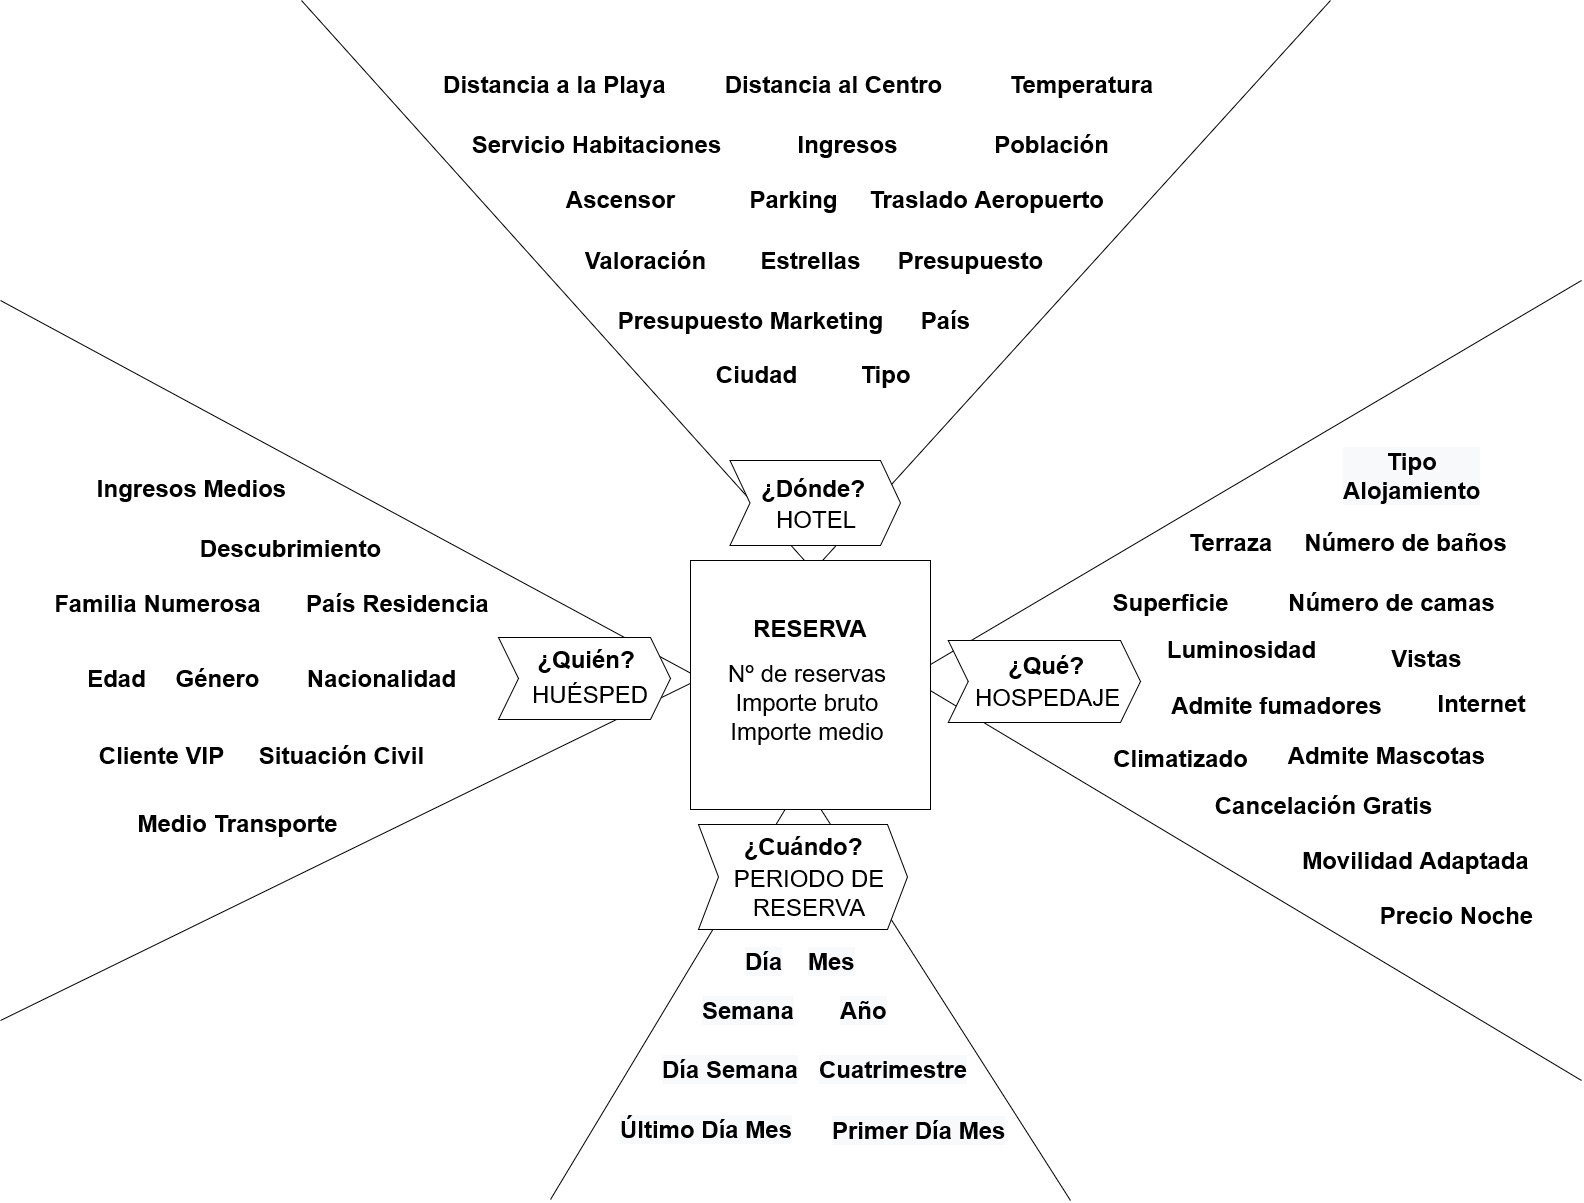 Distancia a la Playa Distancia al Centro Temperatura
Servicio Habitaciones Ingresos Población
Ascensor Parking Traslado Aeropuerto
Valoración Estrellas Presupuesto
Presupuesto Marketing País
Ciudad Tipo
¿Dónde?
HOTEL
Ingresos Medios
Descubrimiento
Familia Numerosa País Residencia
Edad Género Nacionalidad
Cliente VIP Situación Civil
Medio Transporte
¿Quién?
HUÉSPED
RESERVA
Nº de reservas
Importe bruto
Importe medio
¿Qué?
HOSPEDAJE
Tipo
Alojamiento
Terraza Número de baños
Superficie Número de camas
Luminosidad Vistas
Admite fumadores Internet
Climatizado Admite Mascotas
Cancelación Gratis
Movilidad Adaptada
Precio Noche
¿Cuándo?
PERIODO DE
RESERVA
Día Mes
Semana Año
Día Semana Cuatrimestre
Último Día Mes Primer Día Mes